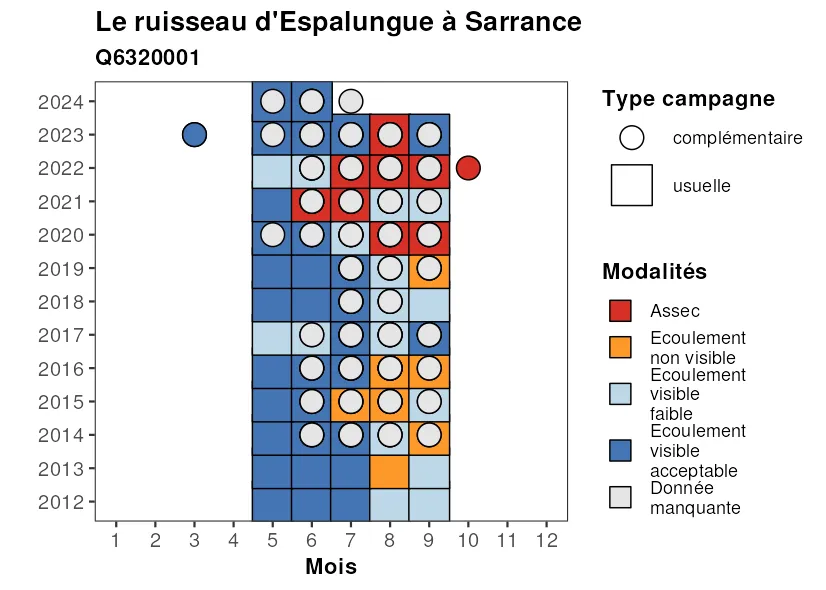 Le ruisseau d'Espalungue à Sarrance
Q6320001
2024
2023
2022
2021
2020
2019
2018
2017
2016
2015
2014
2013
2012
1 2 3 4 5 6 7 8 9 10 11 12
Mois
Type campagne
complémentaire
usuelle
Modalités
Assec
Ecoulement
non visible
Ecoulement
visible
faible
Ecoulement
visible
acceptable
Donnée
manquante